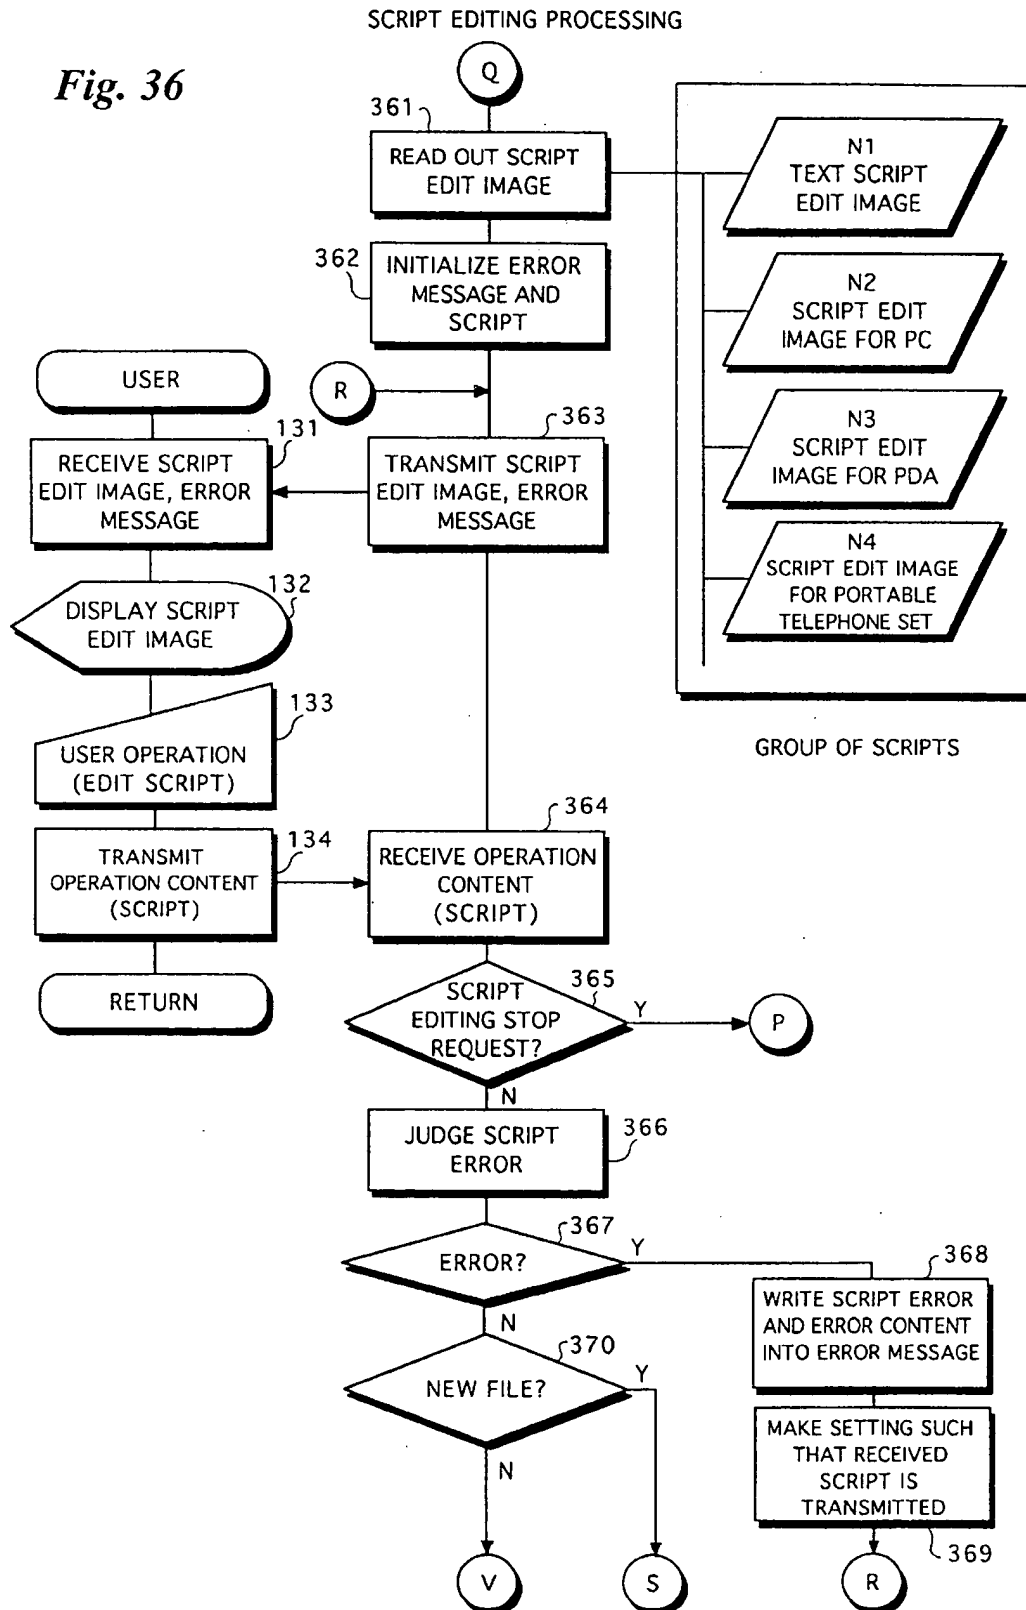 SCRIPT EDITING PROCESSING
Fig. 36
Q
361
READ OUT SCRIPT
EDIT IMAGE
362
INITIALIZE ERROR
MESSAGE AND
SCRIPT
N1
TEXT SCRIPT
EDIT IMAGE
N2
SCRIPT EDIT
IMAGE FOR PC
N3
SCRIPT EDIT
IMAGE FOR PDA
N4
SCRIPT EDIT IMAGE
FOR PORTABLE
TELEPHONE SET
GROUP OF SCRIPTS
USER
R
131
RECEIVE SCRIPT
EDIT IMAGE, ERROR
MESSAGE
363
TRANSMIT SCRIPT
EDIT IMAGE, ERROR
MESSAGE
132
DISPLAY SCRIPT
EDIT IMAGE
133
USER OPERATION
(EDIT SCRIPT)
134
TRANSMIT
OPERATION CONTENT
(SCRIPT)
RETURN
364
RECEIVE OPERATION
CONTENT
(SCRIPT)
365
SCRIPT
EDITING STOP
REQUEST?
Y
P
N
366
JUDGE SCRIPT
ERROR
367
ERROR?
Y
N
368
WRITE SCRIPT ERROR
AND ERROR CONTENT
INTO ERROR MESSAGE
370
NEW FILE?
Y
N
MAKE SETTING SUCH
THAT RECEIVED
SCRIPT IS
TRANSMITTED
369
V
S
R